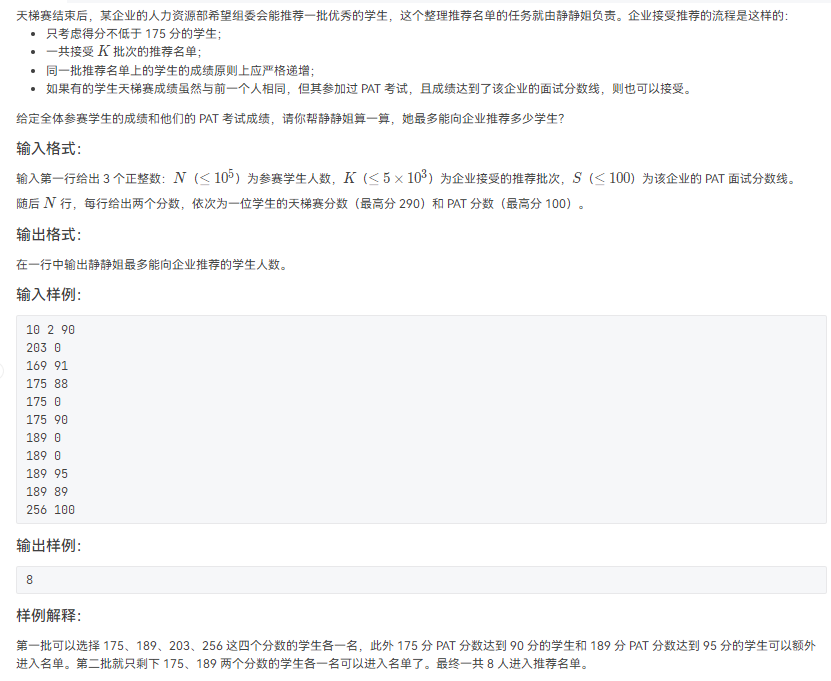 天梯赛结束后，某企业的人力资源部希望组委会能推荐一批优秀的学生，这个整理推荐名单的任务就由静静姐负责。企业接受推荐的流程是这样的：
• 只考虑得分不低于 175 分的学生；
• 一共接受 K 批次的推荐名单；
• 同一批推荐名单上的学生的成绩原则上应严格递增；
• 如果有的学生天梯赛成绩虽然与前一个人相同，但其参加过 PAT 考试，且成绩达到了该企业的面试分数线，则也可以接受。
给定全体参赛学生的成绩和他们的 PAT 考试成绩，请你帮静静姐算一算，她最多能向企业推荐多少学生？
输入格式：
输入第一行给出 3 个正整数：N（≤ 10⁵）为参赛学生人数，K（≤ 5 × 10³）为企业接受的推荐批次，S（≤ 100）为该企业的 PAT 面试分数线。
随后 N 行，每行给出两个分数，依次为一位学生的天梯赛分数（最高分 290）和 PAT 分数（最高分 100）。
输出格式：
在一行中输出静静姐最多能向企业推荐的学生人数。
输入样例：
10 2 90
203 0
169 91
175 88
175 0
175 90
189 0
189 0
189 95
189 89
256 100
输出样例：
8
样例解释：
第一批可以选择 175、189、203、256 这四个分数的学生各一名，此外 175 分 PAT 分数达到 90 分的学生和 189 分 PAT 分数达到 95 分的学生可以额外
进入名单。第二批就只剩下 175、189 两个分数的学生各一名可以进入名单了。最终一共 8 人进入推荐名单。